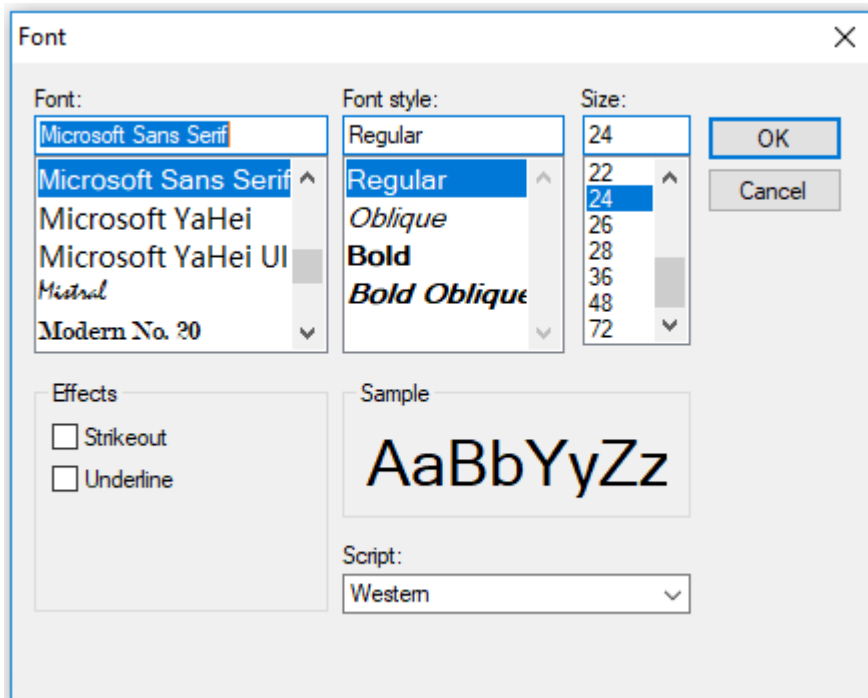 Font
Font: Font style: Size:
Microsoft Sans Serif Regular 24 OK
Microsoft Sans Serif Regular 22
Microsoft YaHei Oblique 24 Cancel
Microsoft YaHei UI Bold 26
Mistral Bold Oblique 28
Modern No. 20 36
48
72
Effects Sample
Strikeout
Underline
AaBbYyZz
Script:
Western